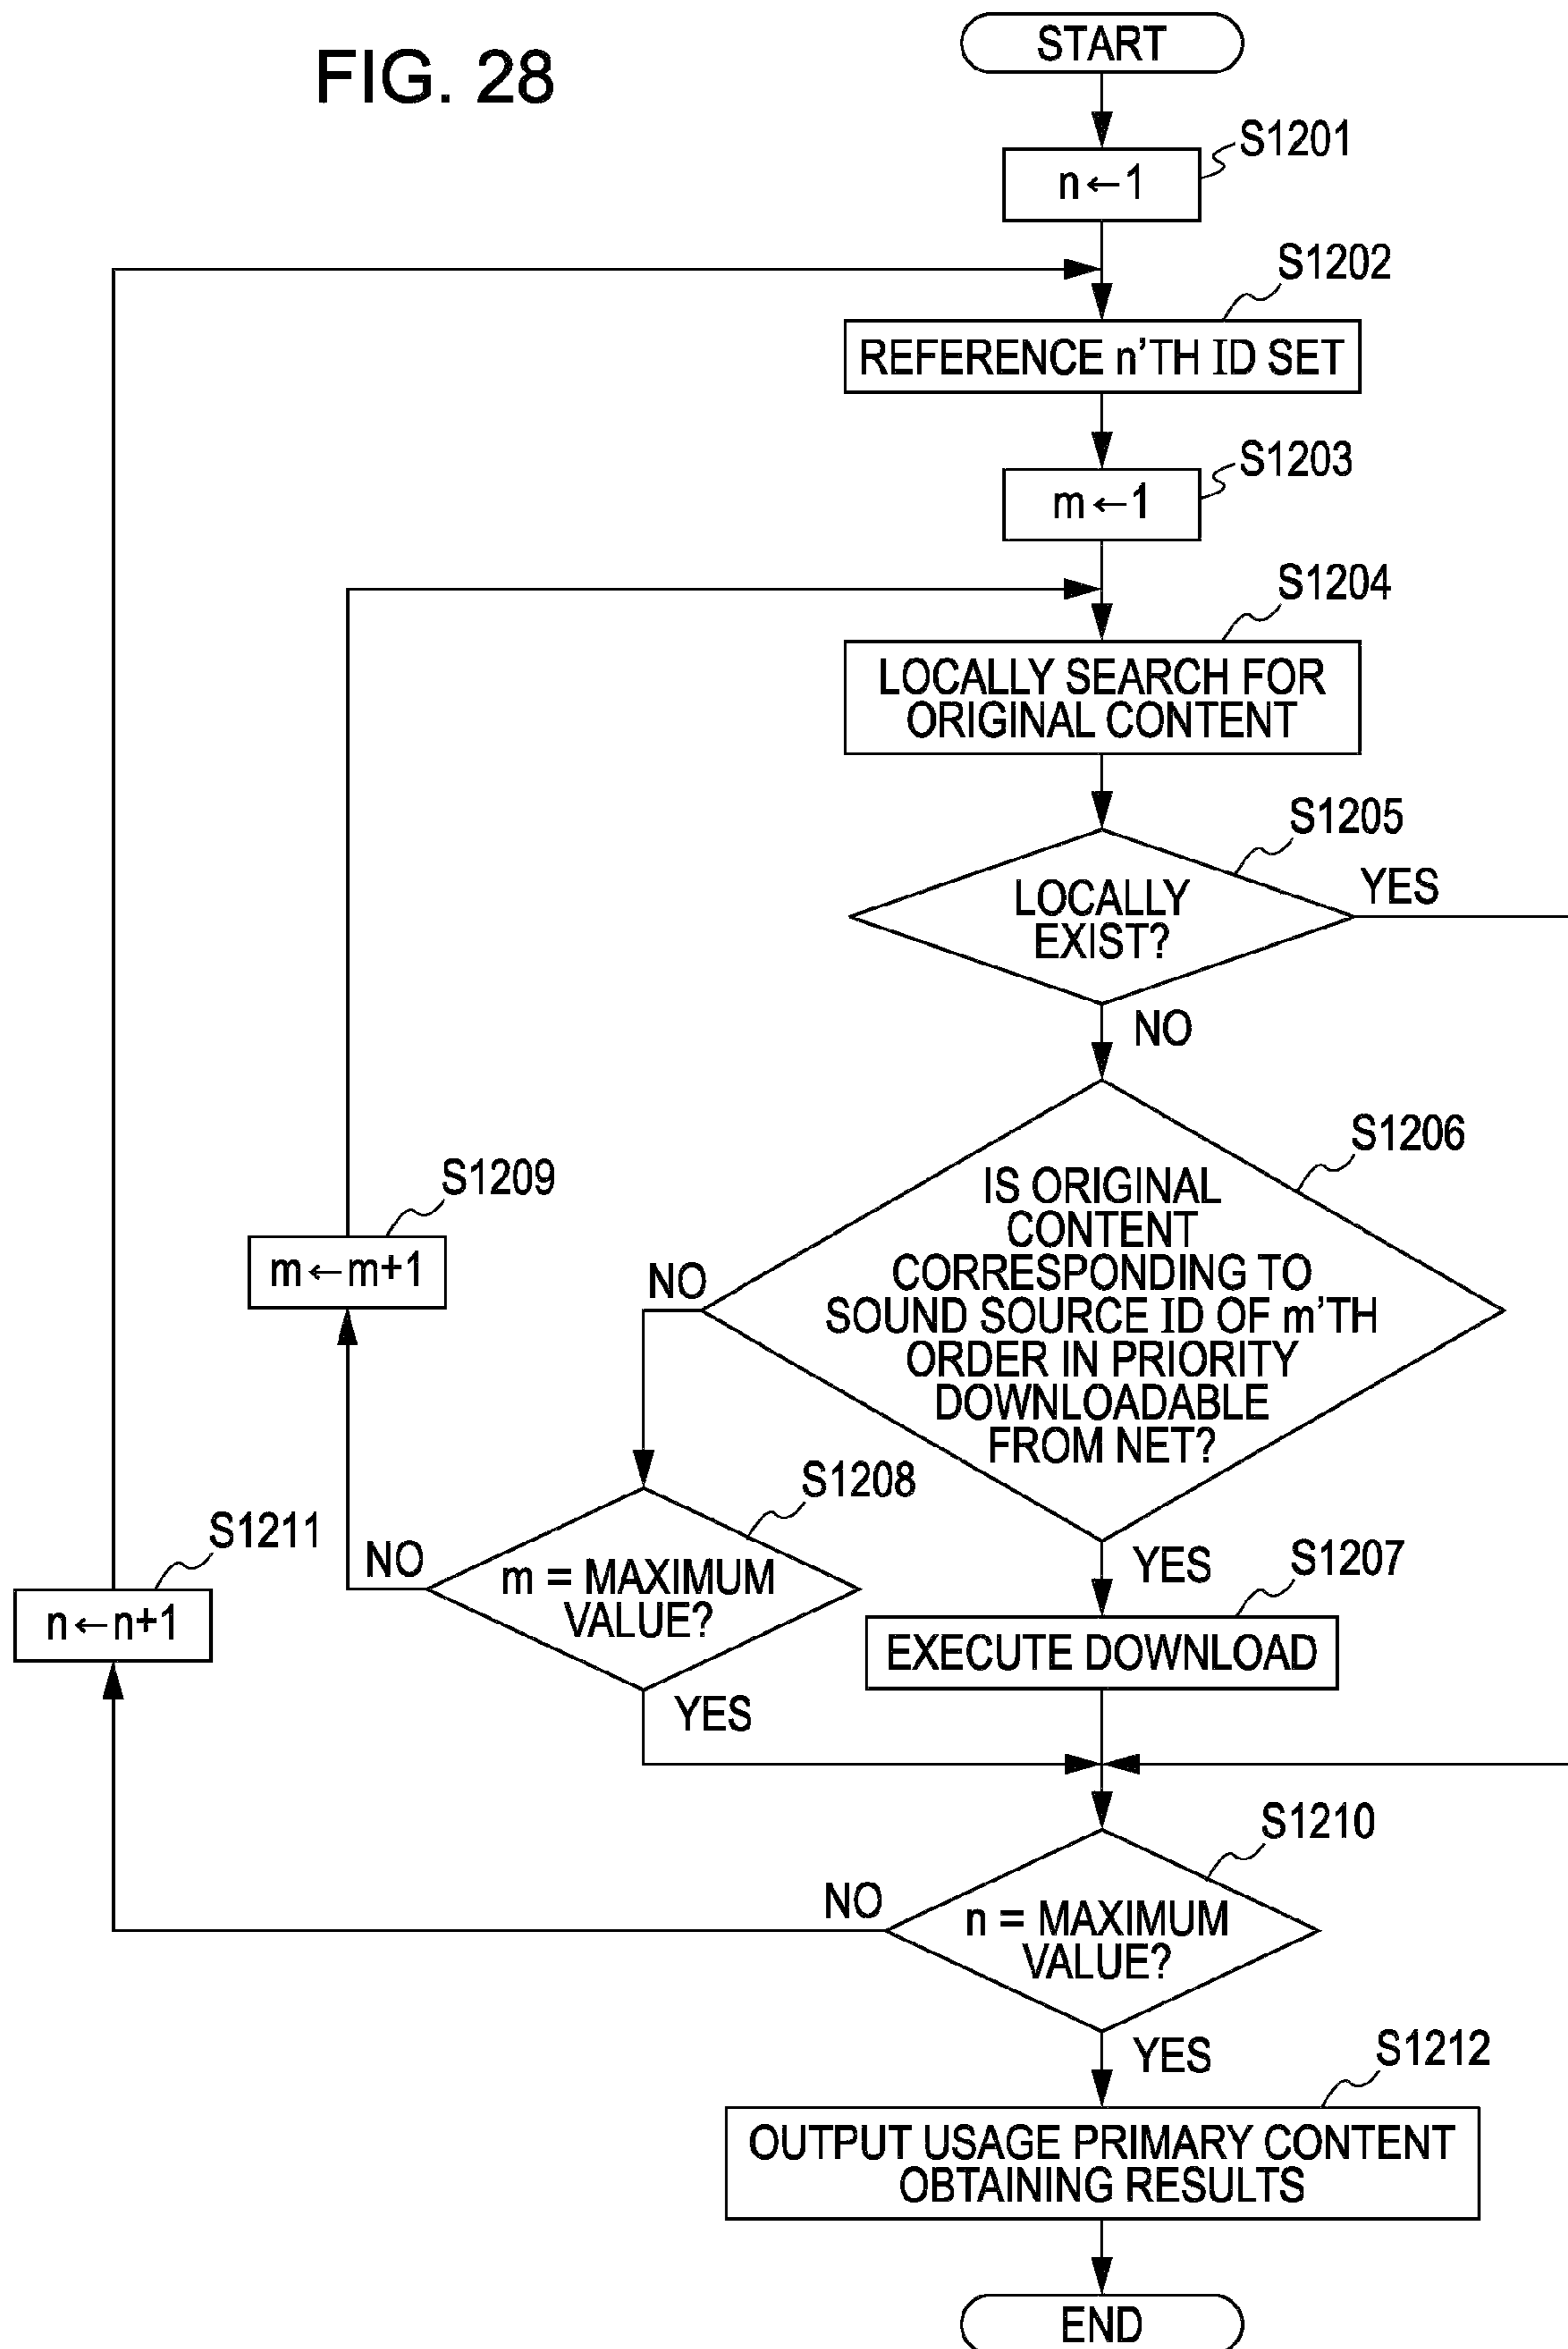 FIG. 28
START
S1201
n←1
S1202
REFERENCE n'TH ID SET
S1203
m←1
S1204
LOCALLY SEARCH FOR
ORIGINAL CONTENT
S1205
LOCALLY
EXIST?
YES
NO
S1206
IS ORIGINAL
CONTENT
CORRESPONDING TO
SOUND SOURCE ID OF m'TH
ORDER IN PRIORITY
DOWNLOADABLE
FROM NET?
NO
YES
S1209
m←m+1
S1208
m = MAXIMUM
VALUE?
NO
YES
S1211
n←n+1
S1207
EXECUTE DOWNLOAD
S1210
n = MAXIMUM
VALUE?
NO
YES
S1212
OUTPUT USAGE PRIMARY CONTENT
OBTAINING RESULTS
END